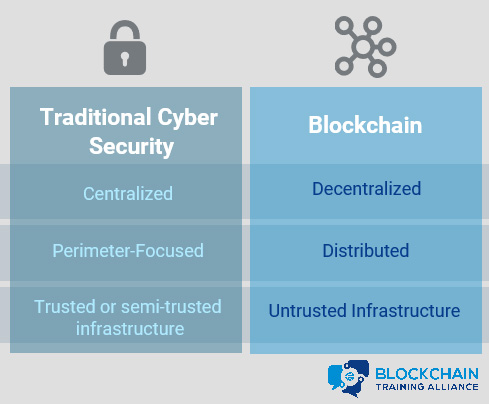 Traditional Cyber
Security
Blockchain
Centralized
Decentralized
Perimeter-Focused
Distributed
Trusted or semi-trusted
infrastructure
Untrusted Infrastructure
BLOCKCHAIN
TRAINING ALLIANCE